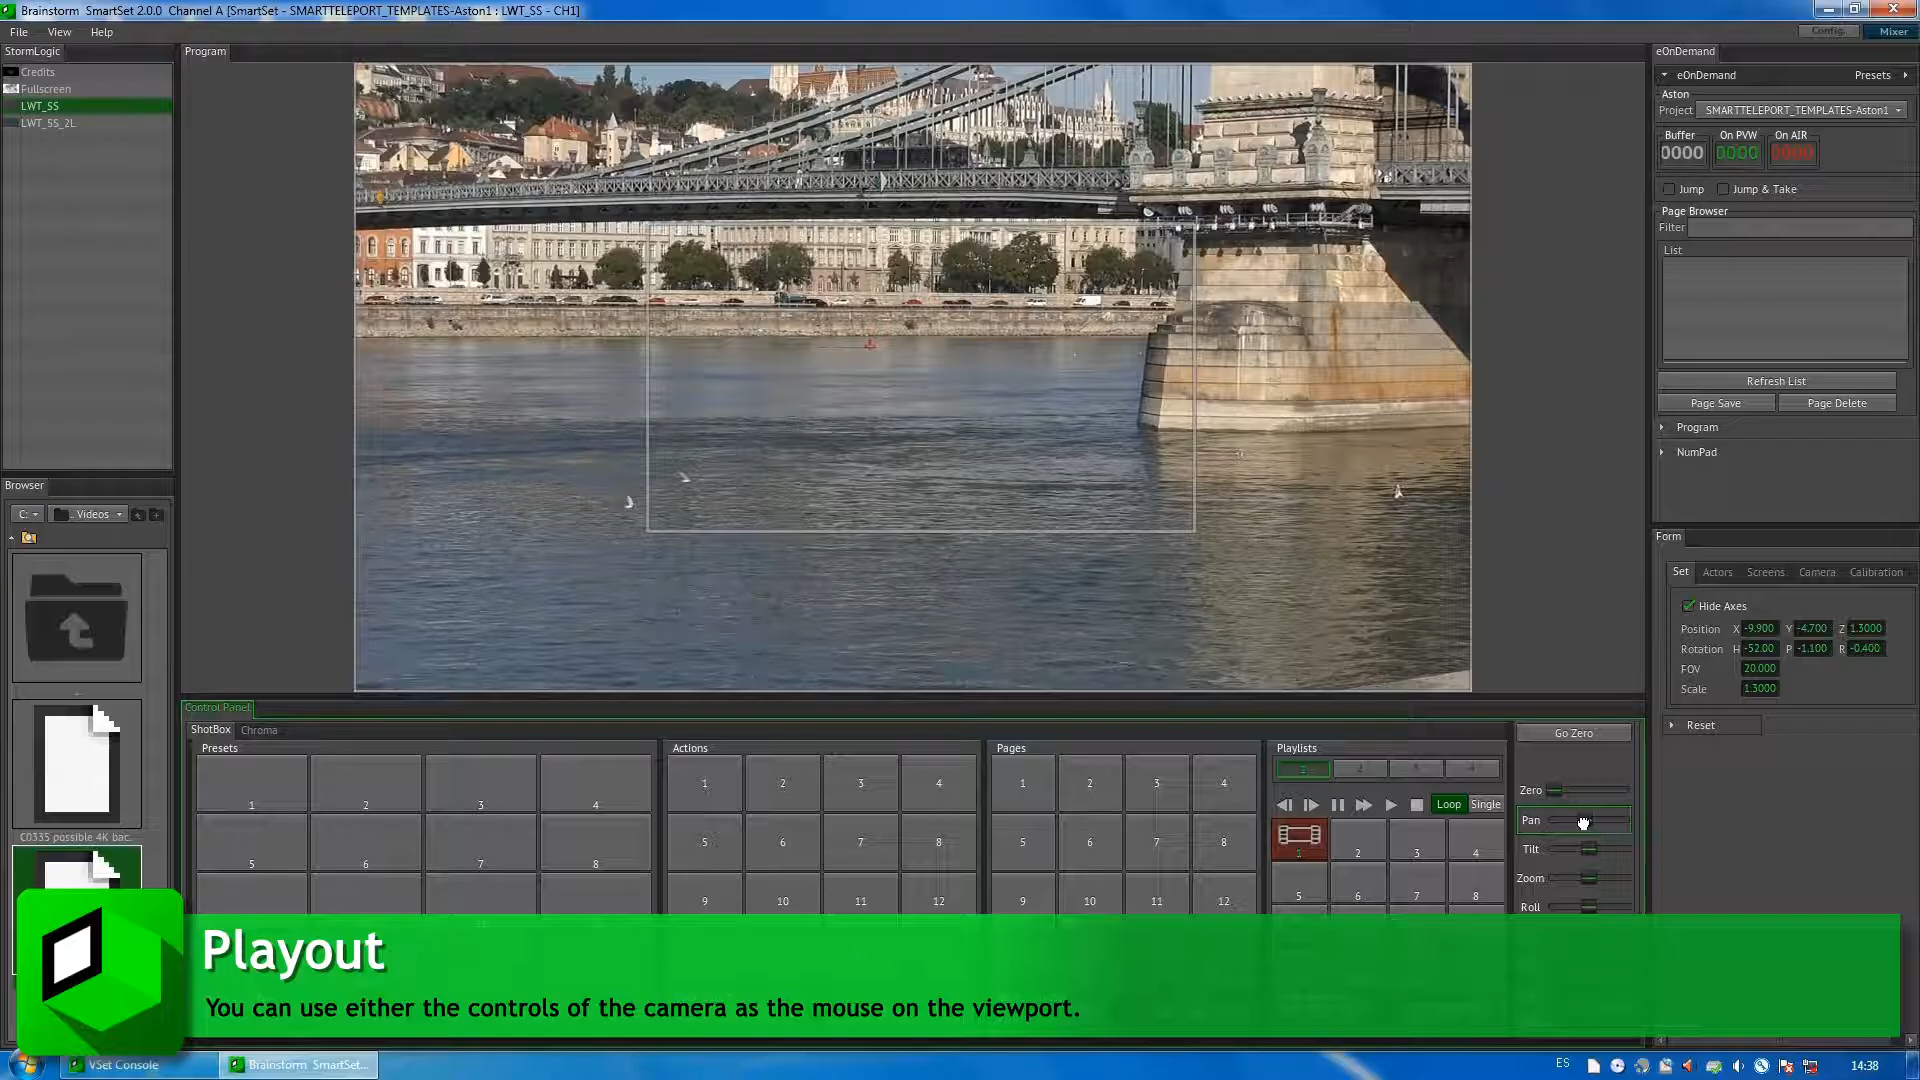 Brainstorm SmartSet 2.0.0 Channel A [SmartSet - SMARTTELEPORT_TEMPLATES-Aston1 : LWT_SS - CH1]
File View Help
Config. Mixer
StormLogic
Credits
Fullscreen
LWT_SS
LWT_SS_2L
Program
eOnDemand
eOnDemand Presets
Aston
Project SMARTTELEPORT_TEMPLATES-Aston1
Buffer On PVW On AIR
0000 0000 0000
Jump Jump & Take
Page Browser
Filter
List
Refresh List
Page Save Page Delete
Program
NumPad
Browser
C: Videos
..
C0335 possible 4K bac.
Form
Set Actors Screens Camera Calibration
Hide Axes
Position X -9.900 Y -4.700 Z 1.3000
Rotation H -52.00 P -1.100 R -0.400
FOV 20.000
Scale 1.3000
Reset
Control Panel
ShotBox Chroma
Presets
1 2 3 4
5 6 7 8
Actions
1 2 3 4
5 6 7 8
9 10 11 12
Pages
1 2 3 4
5 6 7 8
9 10 11 12
Playlists
1 2
Loop Single
1 2 3 4
5 6 7 8
Go Zero
Zero
Pan
Tilt
Zoom
Roll
Playout
You can use either the controls of the camera as the mouse on the viewport.
VSet Console
Brainstorm SmartSet...
ES
14:38